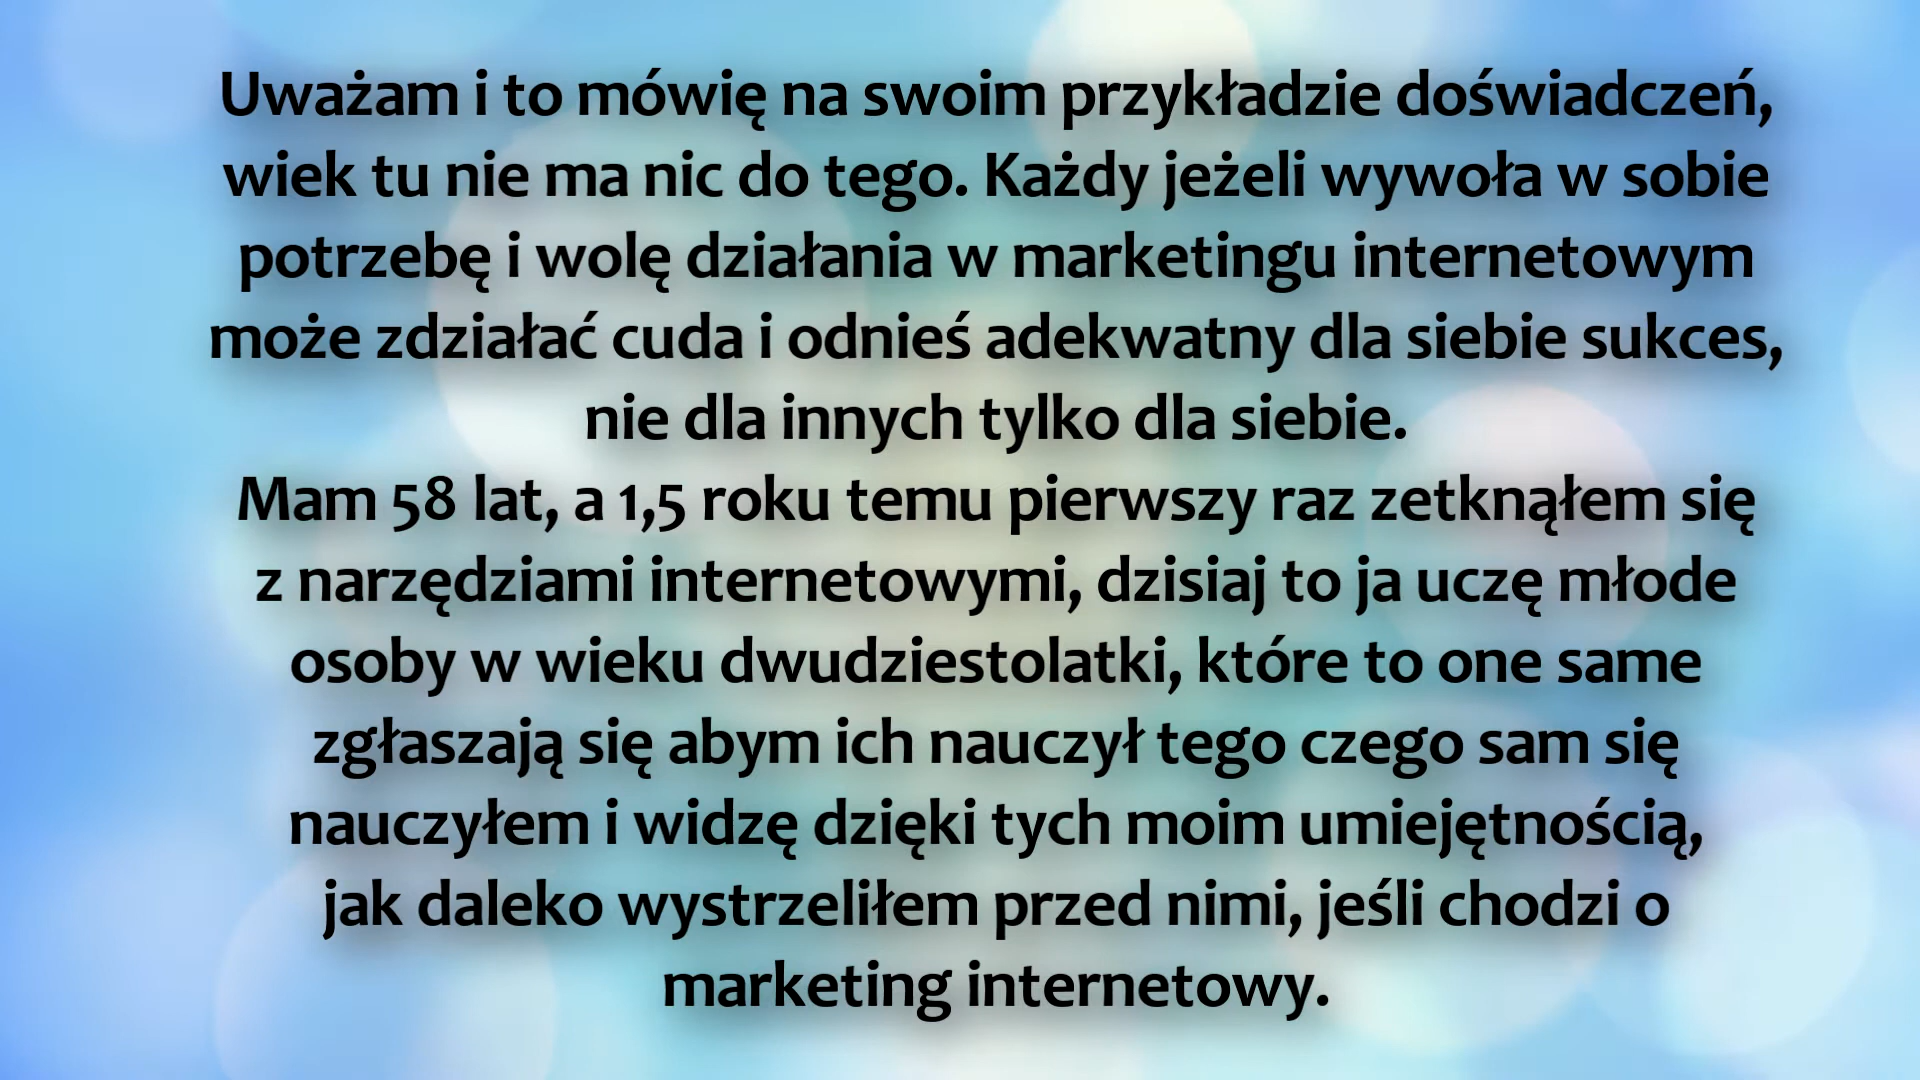 Uważam i to mówię na swoim przykładzie doświadczeń,
wiek tu nie ma nic do tego. Każdy jeżeli wywoła w sobie
potrzebę i wolę działania w marketingu internetowym
może zdziałać cuda i odnieś adekwatny dla siebie sukces,
nie dla innych tylko dla siebie.
Mam 58 lat, a 1,5 roku temu pierwszy raz zetknąłem się
z narzędziami internetowymi, dzisiaj to ja uczę młode
osoby w wieku dwudziestolatki, które to one same
zgłaszają się abym ich nauczył tego czego sam się
nauczyłem i widzę dzięki tych moim umiejętnością,
jak daleko wystrzeliłem przed nimi, jeśli chodzi o
marketing internetowy.